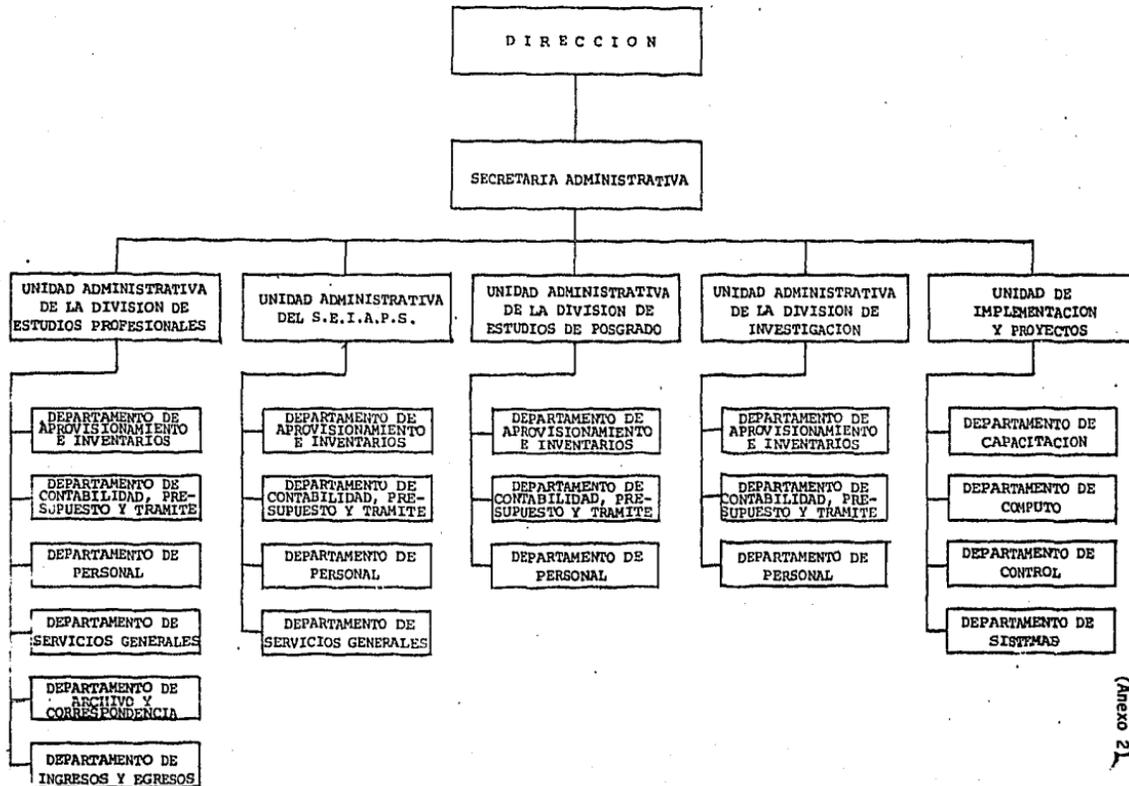 D I R E C C I O N
SECRETARIA ADMINISTRATIVA
UNIDAD ADMINISTRATIVA
DE LA DIVISION DE
ESTUDIOS PROFESIONALES
UNIDAD ADMINISTRATIVA
DEL S.E.I.A.P.S.
UNIDAD ADMINISTRATIVA
DE LA DIVISION DE
ESTUDIOS DE POSGRADO
UNIDAD ADMINISTRATIVA
DE LA DIVISION DE
INVESTIGACION
UNIDAD DE
IMPLEMENTACION
Y PROYECTOS
DEPARTAMENTO DE
APROVISIONAMIENTO
E INVENTARIOS
DEPARTAMENTO DE
CONTABILIDAD, PRE-
SUPUESTO Y TRAMITE
DEPARTAMENTO DE
PERSONAL
DEPARTAMENTO DE
SERVICIOS GENERALES
DEPARTAMENTO DE
ARCHIVO Y
CORRESPONDENCIA
DEPARTAMENTO DE
INGRESOS Y EGRESOS
DEPARTAMENTO DE
APROVISIONAMIENTO
E INVENTARIOS
DEPARTAMENTO DE
CONTABILIDAD, PRE-
SUPUESTO Y TRAMITE
DEPARTAMENTO DE
PERSONAL
DEPARTAMENTO DE
SERVICIOS GENERALES
DEPARTAMENTO DE
APROVISIONAMIENTO
E INVENTARIOS
DEPARTAMENTO DE
CONTABILIDAD, PRE-
SUPUESTO Y TRAMITE
DEPARTAMENTO DE
PERSONAL
DEPARTAMENTO DE
APROVISIONAMIENTO
E INVENTARIOS
DEPARTAMENTO DE
CONTABILIDAD, PRE-
SUPUESTO Y TRAMITE
DEPARTAMENTO DE
PERSONAL
DEPARTAMENTO DE
CAPACITACION
DEPARTAMENTO DE
COMPUTO
DEPARTAMENTO DE
CONTROL
DEPARTAMENTO DE
SISTEMAS
(Anexo 2)